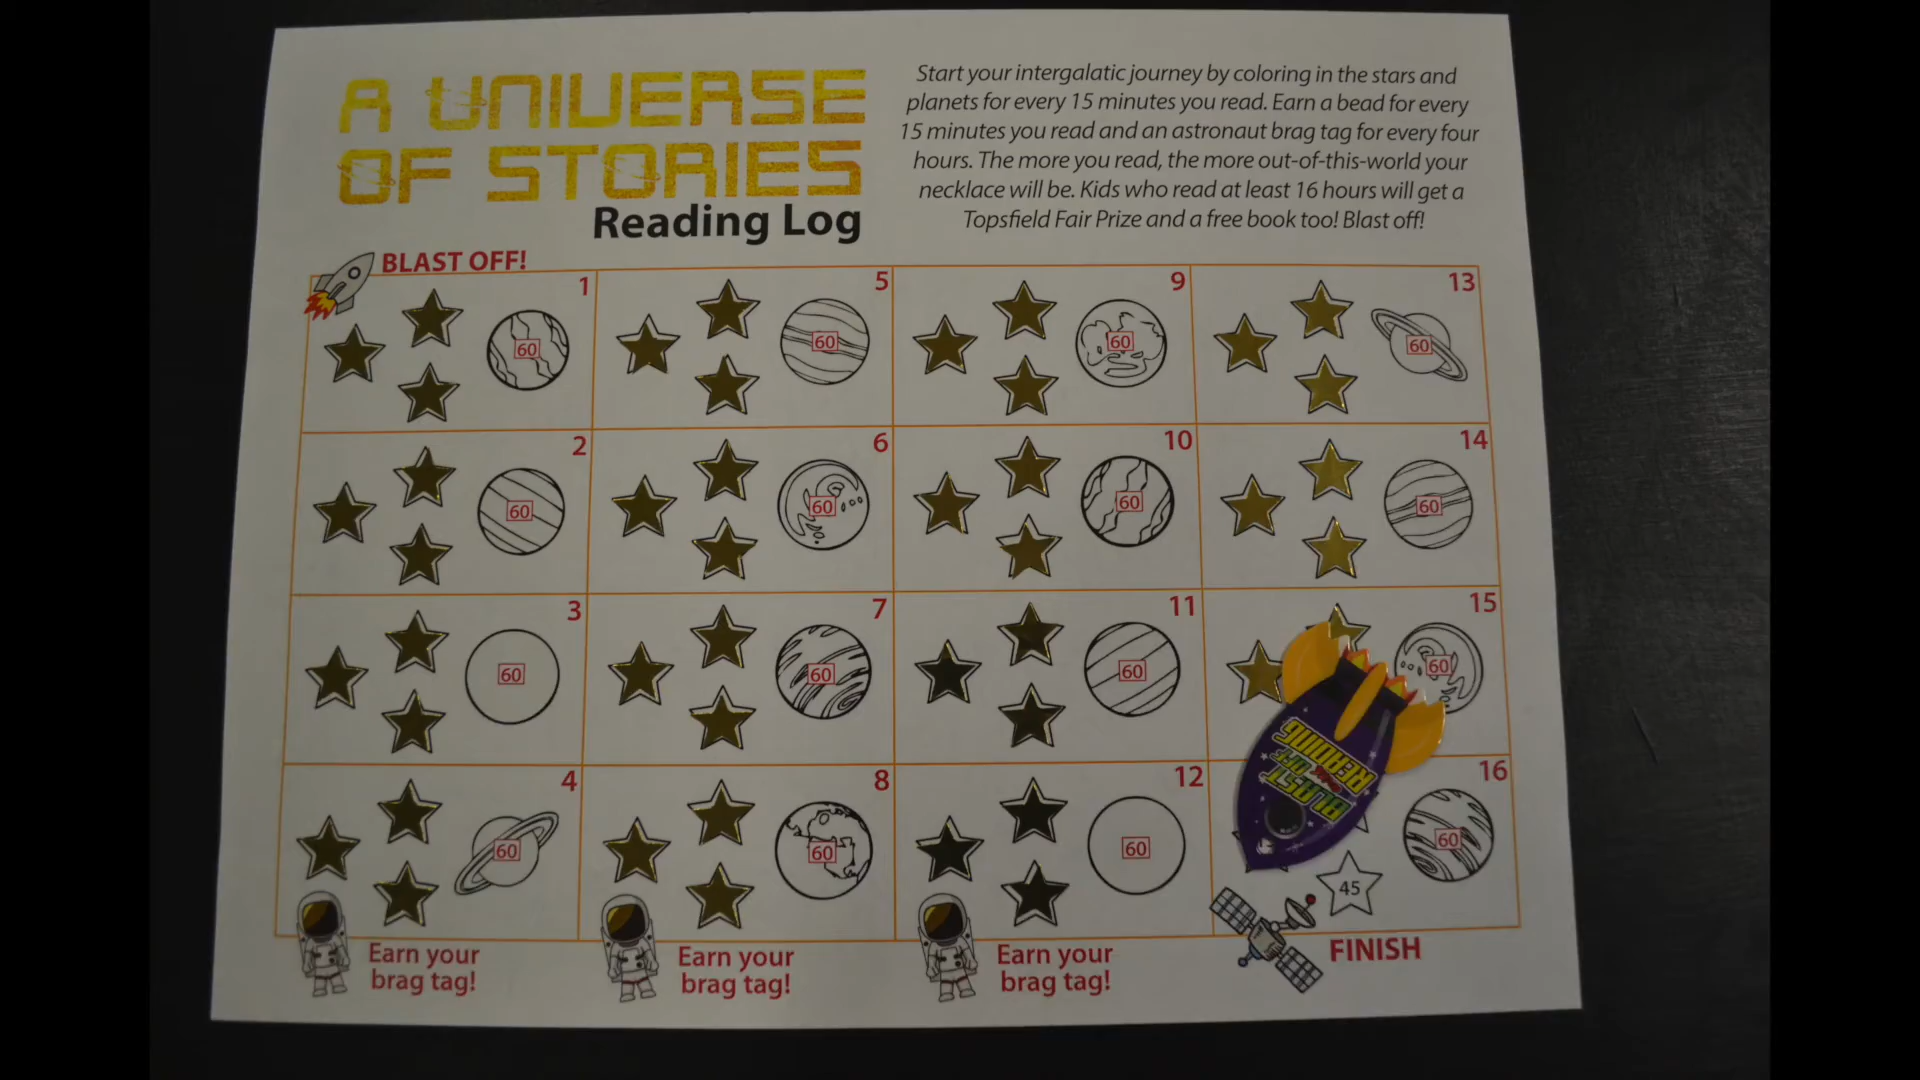 A UNIVERSE
OF STORIES
Reading Log
Start your intergalatic journey by coloring in the stars and
planets for every 15 minutes you read. Earn a bead for every
15 minutes you read and an astronaut brag tag for every four
hours. The more you read, the more out-of-this-world your
necklace will be. Kids who read at least 16 hours will get a
Topsfield Fair Prize and a free book too! Blast off!
BLAST OFF!
1
60
5
60
9
60
13
60
2
60
6
60
10
60
14
60
3
60
7
60
11
60
15
60
4
60
8
60
12
60
16
60
45
BLAST
OFF
READING
Earn your
brag tag!
Earn your
brag tag!
Earn your
brag tag!
FINISH